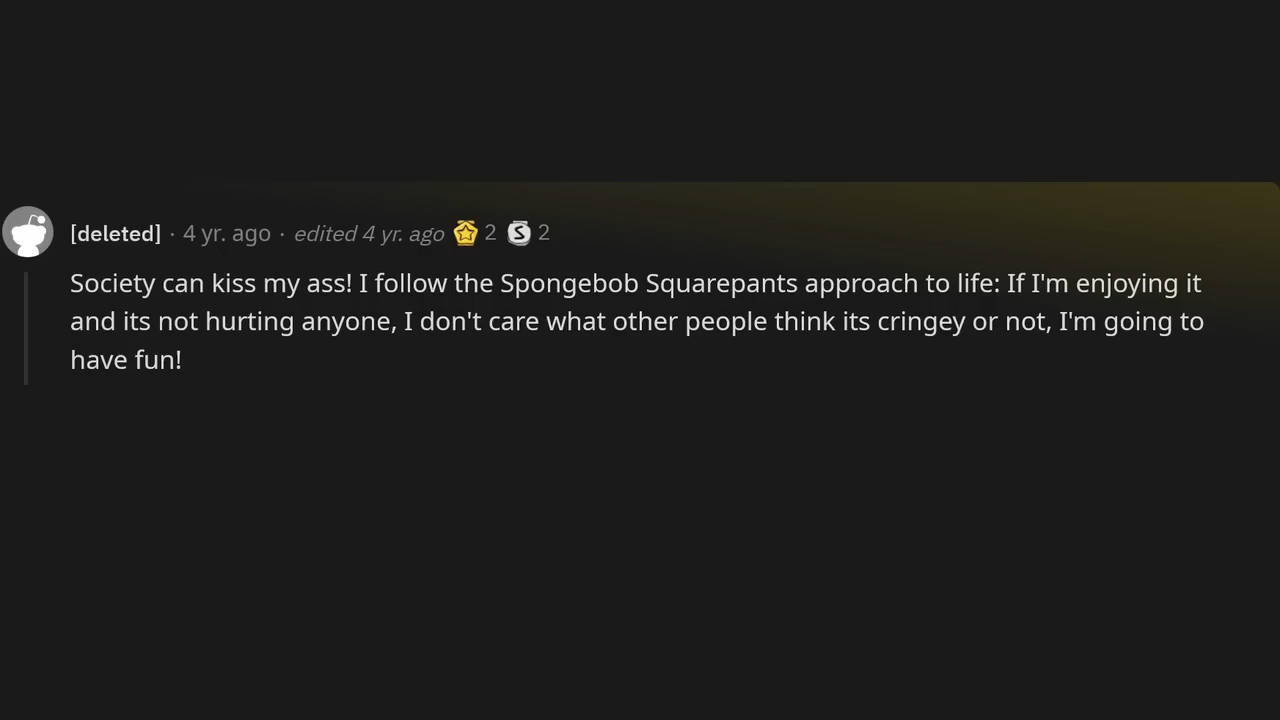 [deleted] · 4 yr. ago · edited 4 yr. ago 2 S 2
Society can kiss my ass! I follow the Spongebob Squarepants approach to life: If I'm enjoying it
and its not hurting anyone, I don't care what other people think its cringey or not, I'm going to
have fun!